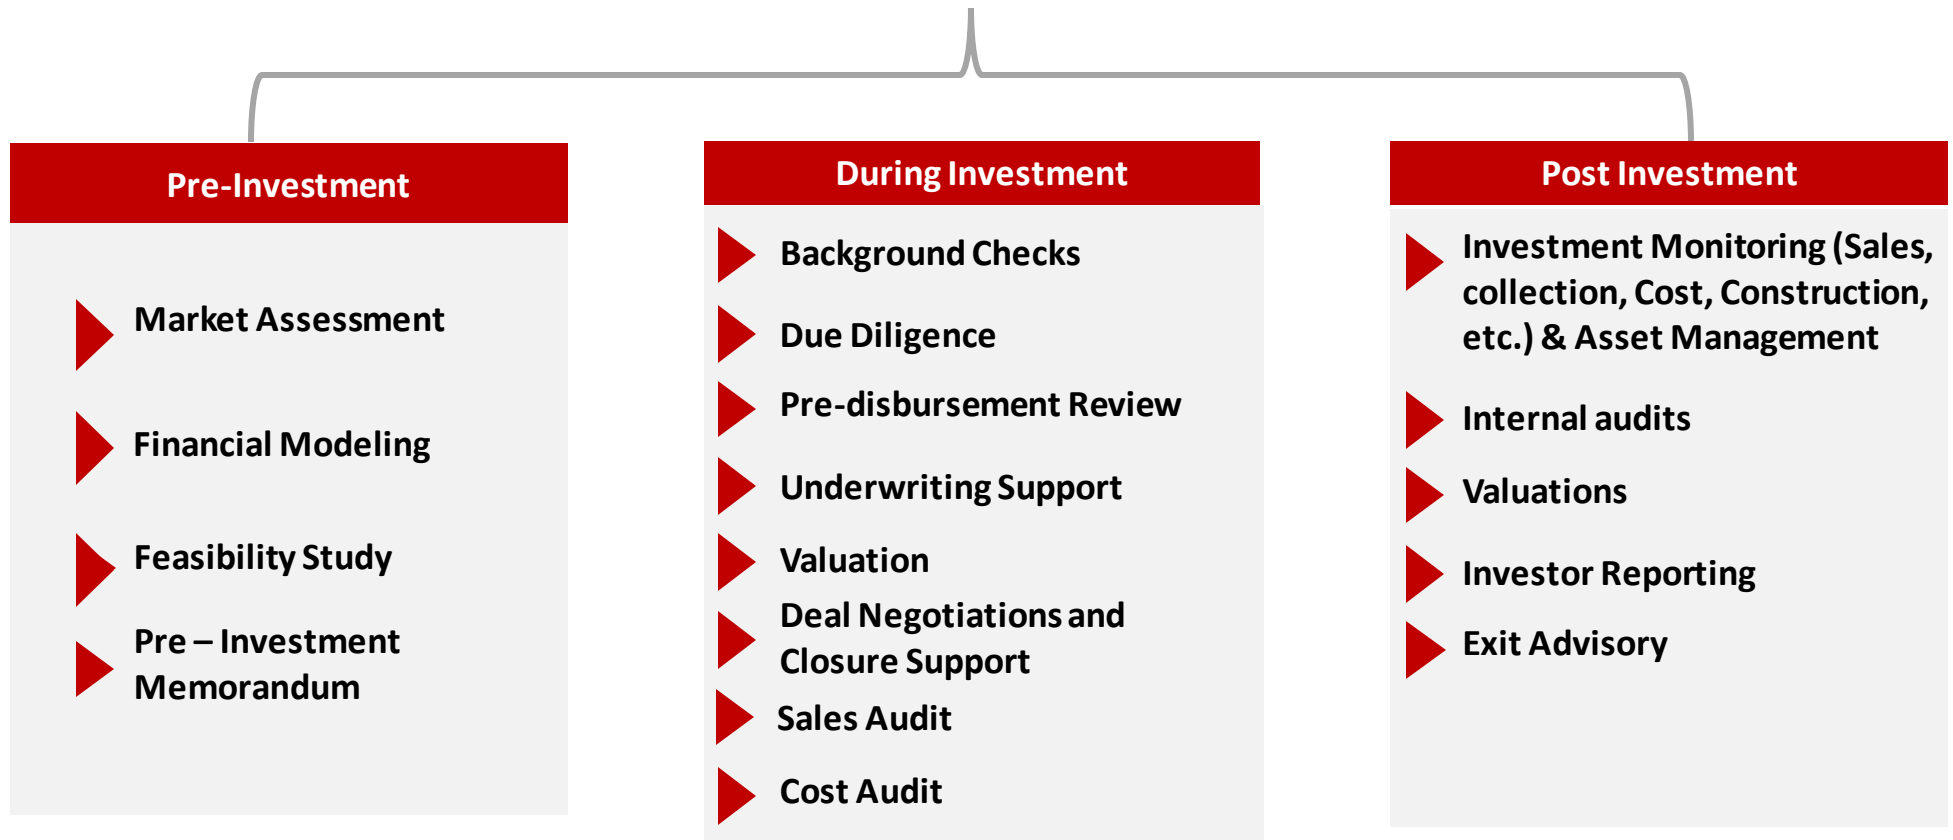 Pre-Investment
Market Assessment
Financial Modeling
Feasibility Study
Pre – Investment
Memorandum
During Investment
Background Checks
Due Diligence
Pre-disbursement Review
Underwriting Support
Valuation
Deal Negotiations and
Closure Support
Sales Audit
Cost Audit
Post Investment
Investment Monitoring (Sales,
collection, Cost, Construction,
etc.) & Asset Management
Internal audits
Valuations
Investor Reporting
Exit Advisory